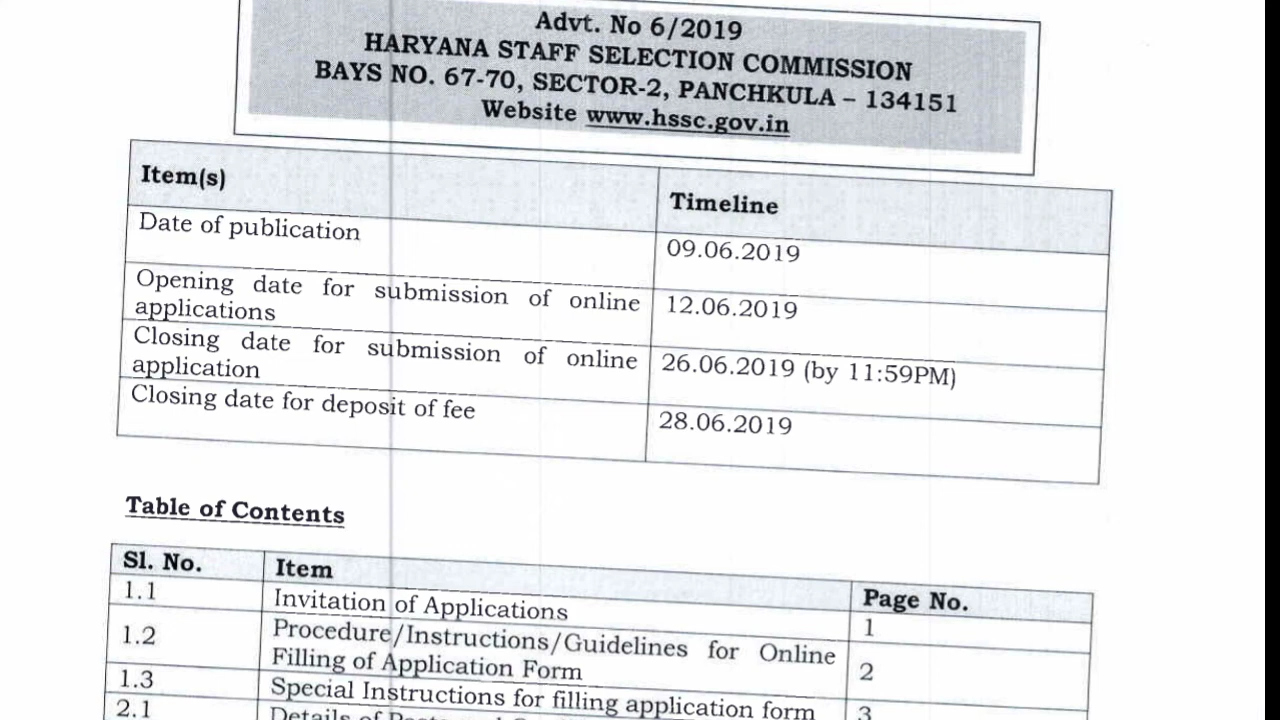 Advt. No 6/2019
HARYANA STAFF SELECTION COMMISSION
BAYS NO. 67-70, SECTOR-2, PANCHKULA – 134151
Website www.hssc.gov.in
Item(s) Timeline
Date of publication 09.06.2019
Opening date for submission of online
applications 12.06.2019
Closing date for submission of online
application 26.06.2019 (by 11:59PM)
Closing date for deposit of fee 28.06.2019
Table of Contents
Sl. No. Item Page No.
1.1 Invitation of Applications 1
1.2 Procedure/Instructions/Guidelines for Online
Filling of Application Form 2
1.3 Special Instructions for filling application form 3
2.1 Details of